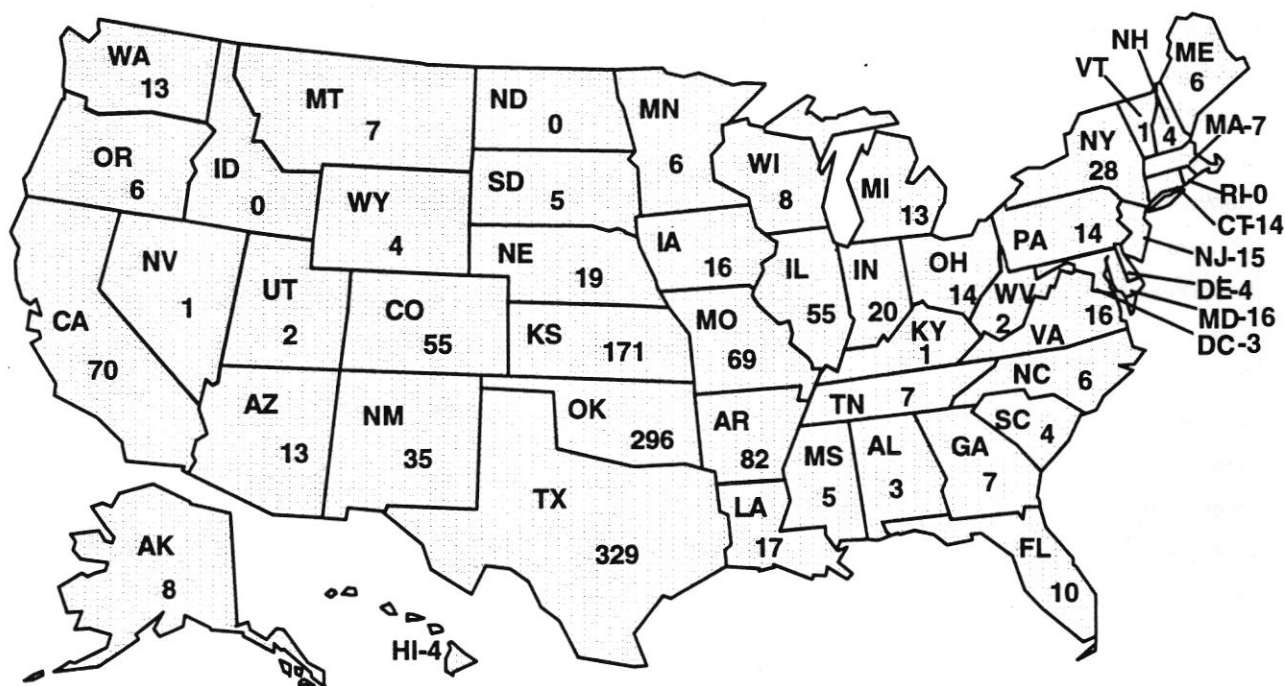 WA
13
MT
7
ND
0
MN
6
NH
ME
6
VT
1
4
MA-7
NY
28
RI-0
CT-14
NJ-15
DE-4
MD-16
DC-3
OR
6
ID
0
WY
4
SD
5
WI
8
MI
13
PA
14
NV
1
UT
2
CO
55
NE
19
IA
16
IL
55
IN
20
OH
14
WV
2
VA
16
CA
70
KS
171
MO
69
KY
1
AZ
13
NM
35
OK
296
AR
82
TN
7
NC
6
SC
4
MS
5
AL
3
GA
7
TX
329
LA
17
FL
10
AK
8
HI-4